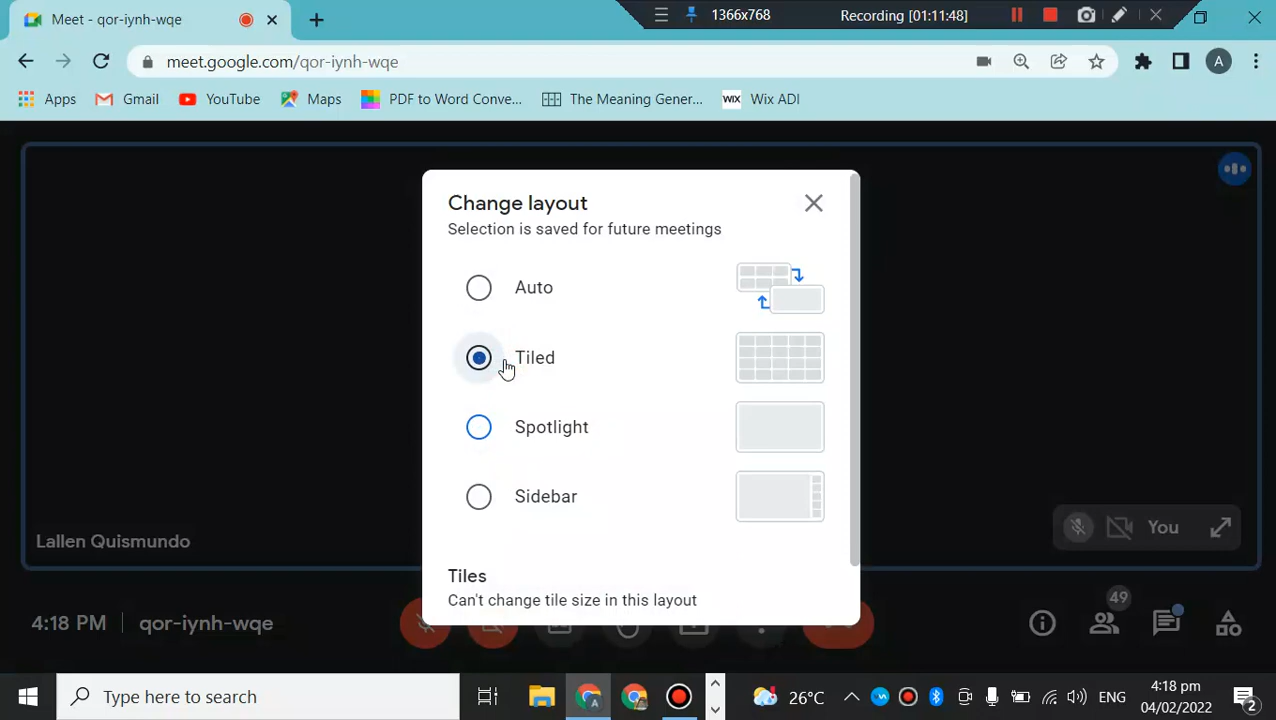 Meet - qor-iynh-wqe
1366x768
Recording [01:11:48]
meet.google.com/qor-iynh-wqe
A
Apps
Gmail
YouTube
Maps
PDF to Word Conve...
The Meaning Gener...
WIX
Wix ADI
Change layout
Selection is saved for future meetings
Auto
Tiled
Spotlight
Sidebar
Tiles
Can't change tile size in this layout
Lallen Quismundo
You
4:18 PM | qor-iynh-wqe
49
Type here to search
A
26°C
ENG
4:18 pm
04/02/2022
2